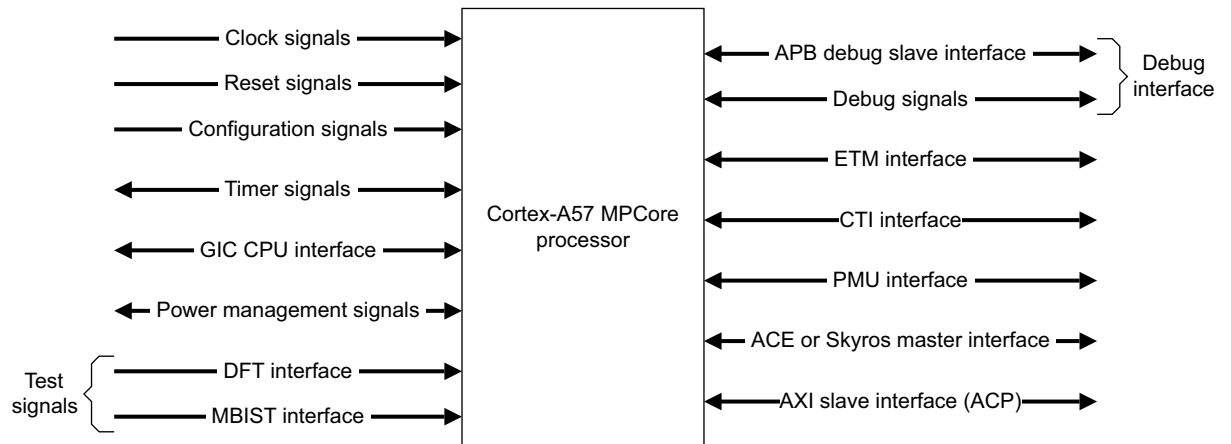 Clock signals
Reset signals
Configuration signals
Timer signals
GIC CPU interface
Power management signals
Test
signals
DFT interface
MBIST interface
Cortex-A57 MPCore
processor
APB debug slave interface
Debug signals
Debug
interface
ETM interface
CTI interface
PMU interface
ACE or Skyros master interface
AXI slave interface (ACP)